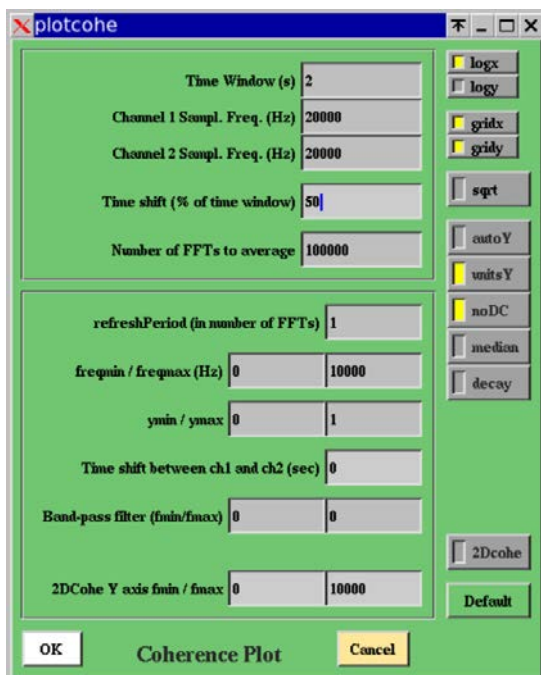 plotcohe
Time Window (s) 2
Channel 1 Sampl. Freq. (Hz) 20000
Channel 2 Sampl. Freq. (Hz) 20000
Time shift (% of time window) 50
Number of FFTs to average 100000
logx
logy
gridx
gridy
sqrt
autoY
unitsY
noDC
median
decay
refreshPeriod (in number of FFTs) 1
freqmin / freqmax (Hz) 0 10000
ymin / ymax 0 1
Time shift between ch1 and ch2 (sec) 0
Band-pass filter (fmin/fmax) 0 0
2DCohe Y axis fmin / fmax 0 10000
2Dcohe
Default
OK Coherence Plot Cancel